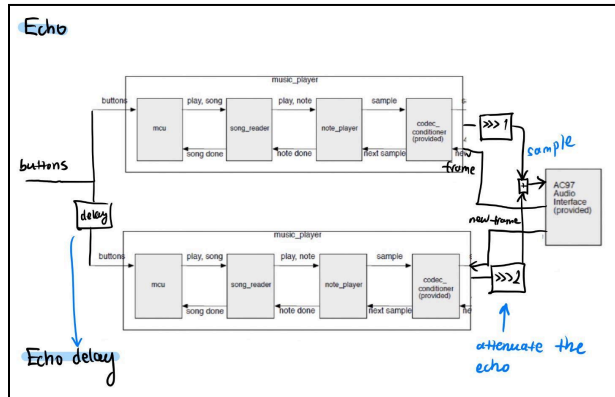 Echo
music_player
buttons
play, song
play, note
sample
mcu
song_reader
note_player
codec_
conditioner
(provided)
song done
note done
next sample
new
frame
>>> 1
sample
+
AC97
Audio
Interface
(provided)
buttons
delay
new frame
music_player
buttons
play, song
play, note
sample
mcu
song_reader
note_player
codec_
conditioner
(provided)
song done
note done
next sample
>>> 2
attenuate the
echo
Echo delay